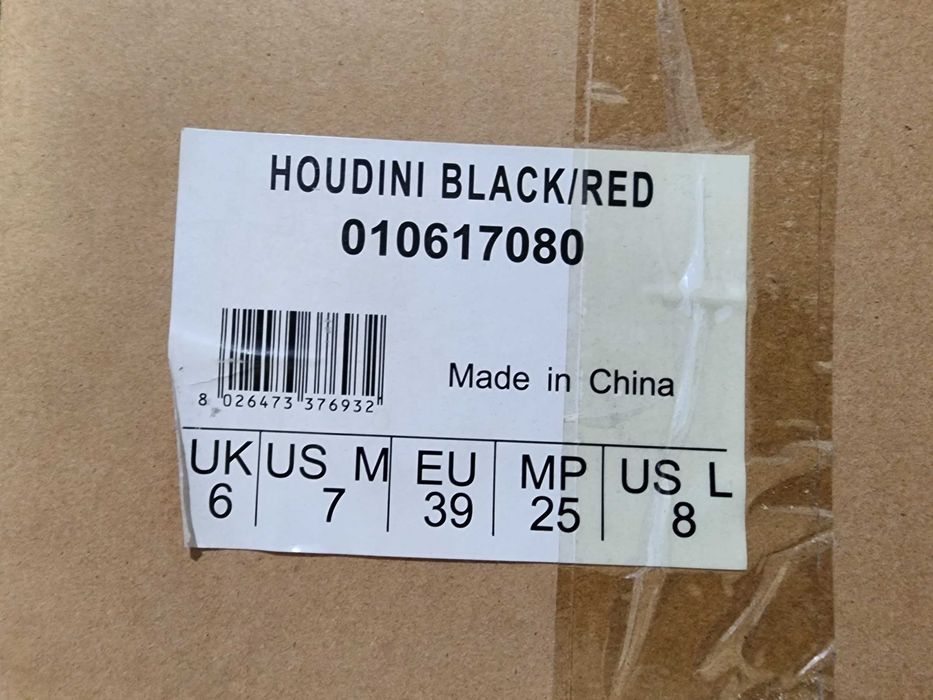 HOUDINI BLACK/RED
010617080
Made in China
8 026473 376932
UK US M EU MP US L
6 7 39 25 8